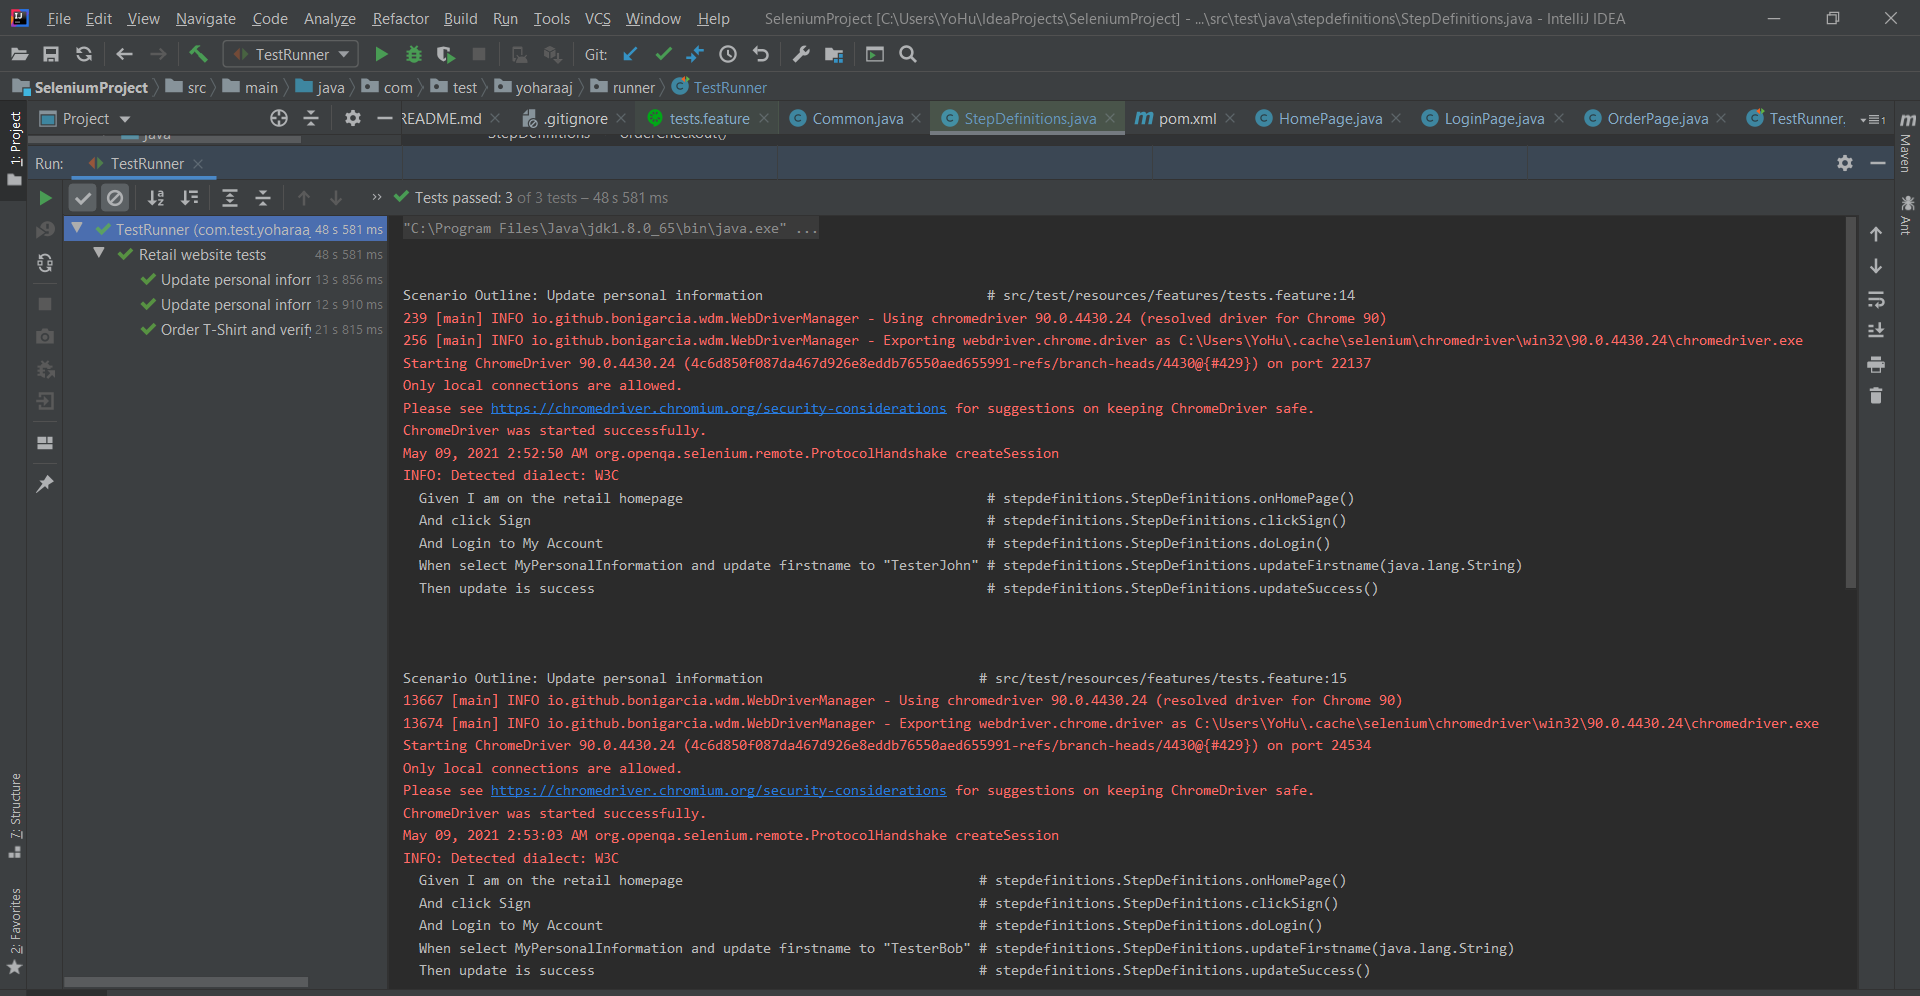 File Edit View Navigate Code Analyze Refactor Build Run Tools VCS Window Help SeleniumProject [C:\Users\YoHu\IdeaProjects\SeleniumProject] - ...\src\test\java\stepdefinitions\StepDefinitions.java - IntelliJ IDEA
TestRunner Git:
SeleniumProject src main java com test yoharaaj runner TestRunner
Project README.md .gitignore tests.feature Common.java StepDefinitions.java pom.xml HomePage.java LoginPage.java OrderPage.java TestRunner.
java StepDefinitions orderCheckout()
Run: TestRunner
Tests passed: 3 of 3 tests – 48 s 581 ms
TestRunner (com.test.yoharaa 48 s 581 ms
Retail website tests 48 s 581 ms
Update personal inforr 13 s 856 ms
Update personal inforr 12 s 910 ms
Order T-Shirt and verif 21 s 815 ms
"C:\Program Files\Java\jdk1.8.0_65\bin\java.exe" ...
Scenario Outline: Update personal information # src/test/resources/features/tests.feature:14
239 [main] INFO io.github.bonigarcia.wdm.WebDriverManager - Using chromedriver 90.0.4430.24 (resolved driver for Chrome 90)
256 [main] INFO io.github.bonigarcia.wdm.WebDriverManager - Exporting webdriver.chrome.driver as C:\Users\YoHu\.cache\selenium\chromedriver\win32\90.0.4430.24\chromedriver.exe
Starting ChromeDriver 90.0.4430.24 (4c6d850f087da467d926e8eddb76550aed655991-refs/branch-heads/4430@{#429}) on port 22137
Only local connections are allowed.
Please see https://chromedriver.chromium.org/security-considerations for suggestions on keeping ChromeDriver safe.
ChromeDriver was started successfully.
May 09, 2021 2:52:50 AM org.openqa.selenium.remote.ProtocolHandshake createSession
INFO: Detected dialect: W3C
Given I am on the retail homepage # stepdefinitions.StepDefinitions.onHomePage()
And click Sign # stepdefinitions.StepDefinitions.clickSign()
And Login to My Account # stepdefinitions.StepDefinitions.doLogin()
When select MyPersonalInformation and update firstname to "TesterJohn" # stepdefinitions.StepDefinitions.updateFirstname(java.lang.String)
Then update is success # stepdefinitions.StepDefinitions.updateSuccess()
Scenario Outline: Update personal information # src/test/resources/features/tests.feature:15
13667 [main] INFO io.github.bonigarcia.wdm.WebDriverManager - Using chromedriver 90.0.4430.24 (resolved driver for Chrome 90)
13674 [main] INFO io.github.bonigarcia.wdm.WebDriverManager - Exporting webdriver.chrome.driver as C:\Users\YoHu\.cache\selenium\chromedriver\win32\90.0.4430.24\chromedriver.exe
Starting ChromeDriver 90.0.4430.24 (4c6d850f087da467d926e8eddb76550aed655991-refs/branch-heads/4430@{#429}) on port 24534
Only local connections are allowed.
Please see https://chromedriver.chromium.org/security-considerations for suggestions on keeping ChromeDriver safe.
ChromeDriver was started successfully.
May 09, 2021 2:53:03 AM org.openqa.selenium.remote.ProtocolHandshake createSession
INFO: Detected dialect: W3C
Given I am on the retail homepage # stepdefinitions.StepDefinitions.onHomePage()
And click Sign # stepdefinitions.StepDefinitions.clickSign()
And Login to My Account # stepdefinitions.StepDefinitions.doLogin()
When select MyPersonalInformation and update firstname to "TesterBob" # stepdefinitions.StepDefinitions.updateFirstname(java.lang.String)
Then update is success # stepdefinitions.StepDefinitions.updateSuccess()
1: Project
7: Structure
2: Favorites
Maven
Ant